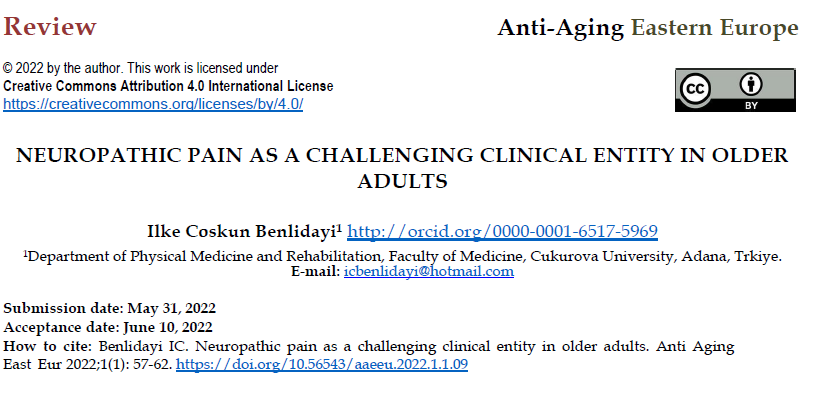 Review
Anti-Aging Eastern Europe
© 2022 by the author. This work is licensed under
Creative Commons Attribution 4.0 International License
https://creativecommons.org/licenses/by/4.0/
CC BY
NEUROPATHIC PAIN AS A CHALLENGING CLINICAL ENTITY IN OLDER
ADULTS
Ilke Coskun Benlidayi¹ http://orcid.org/0000-0001-6517-5969
¹Department of Physical Medicine and Rehabilitation, Faculty of Medicine, Cukurova University, Adana, Trkiye.
E-mail: icbenlidayi@hotmail.com
Submission date: May 31, 2022
Acceptance date: June 10, 2022
How to cite: Benlidayi IC. Neuropathic pain as a challenging clinical entity in older adults. Anti Aging
East Eur 2022;1(1): 57-62. https://doi.org/10.56543/aaeeu.2022.1.1.09